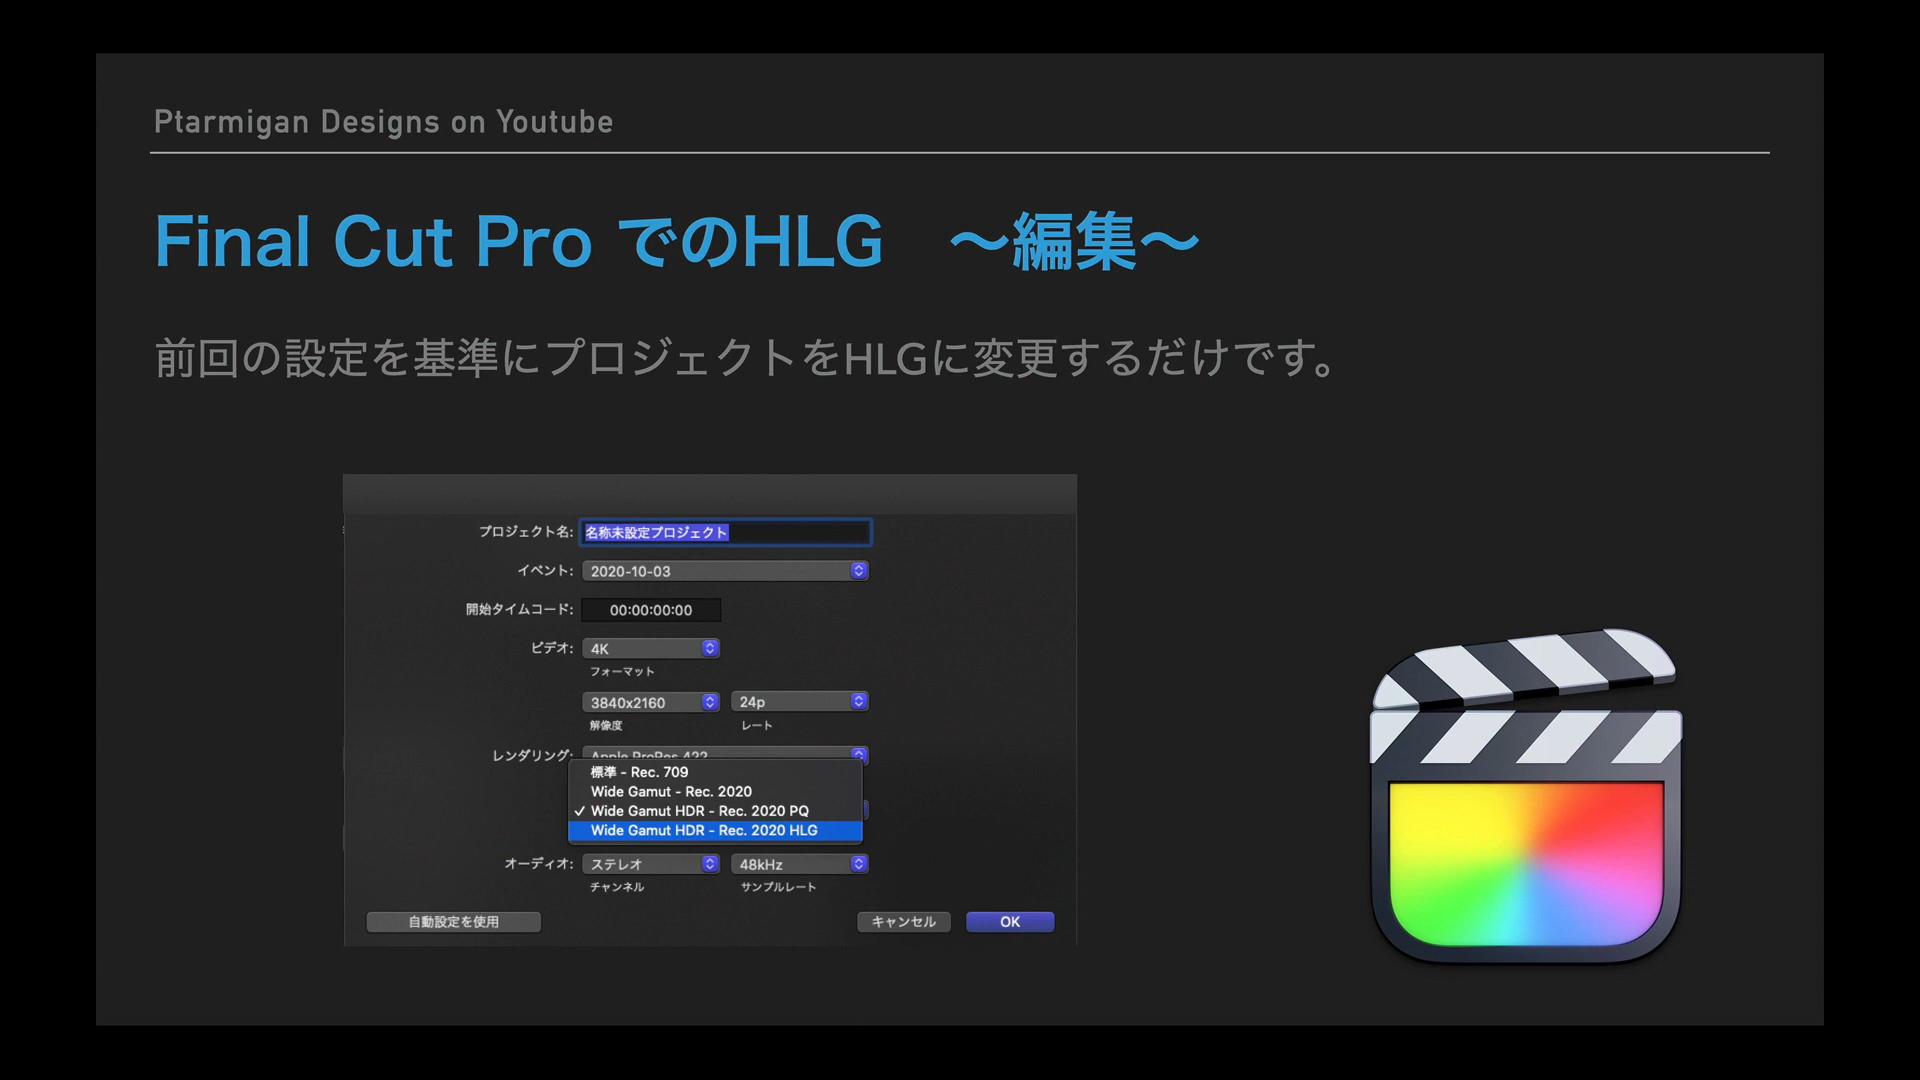 Ptarmigan Designs on Youtube
Final Cut Pro でのHLG　〜編集〜
前回の設定を基準にプロジェクトをHLGに変更するだけです。
プロジェクト名: 名称未設定プロジェクト
イベント: 2020-10-03
開始タイムコード: 00:00:00:00
ビデオ: 4K
フォーマット
3840x2160 24p
解像度 レート
レンダリング: Apple ProRes 422
標準 - Rec. 709
Wide Gamut - Rec. 2020
✓ Wide Gamut HDR - Rec. 2020 PQ
Wide Gamut HDR - Rec. 2020 HLG
オーディオ: ステレオ 48kHz
チャンネル サンプルレート
自動設定を使用 キャンセル OK